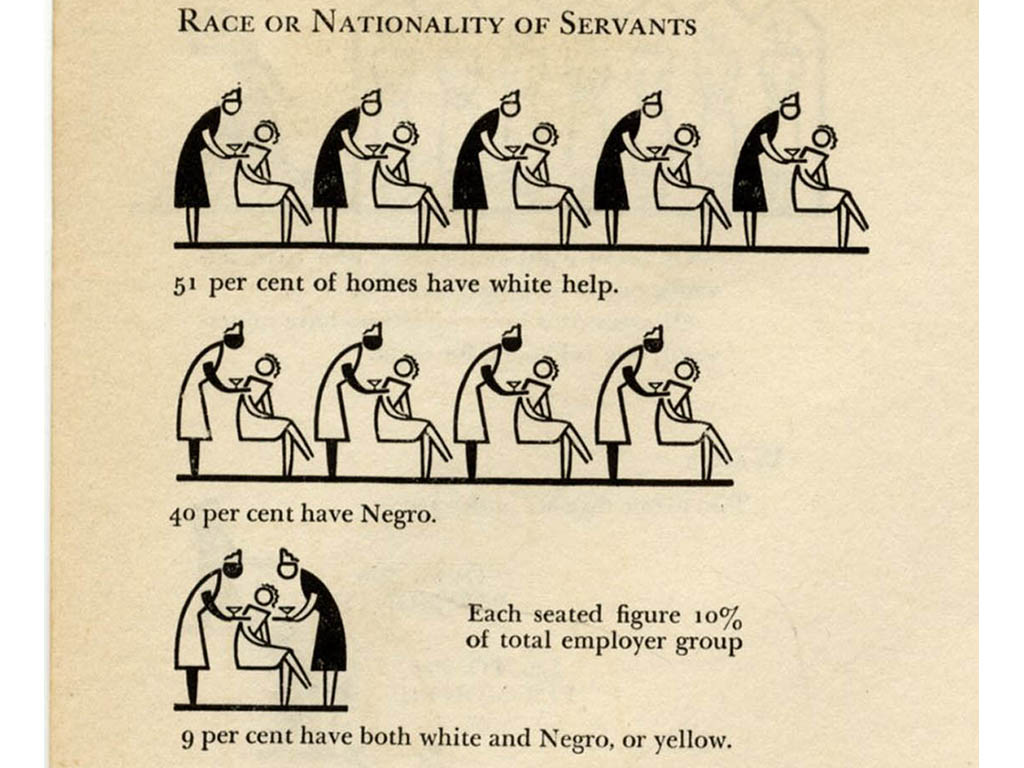 RACE OR NATIONALITY OF SERVANTS
51 per cent of homes have white help.
40 per cent have Negro.
Each seated figure 10%
of total employer group
9 per cent have both white and Negro, or yellow.